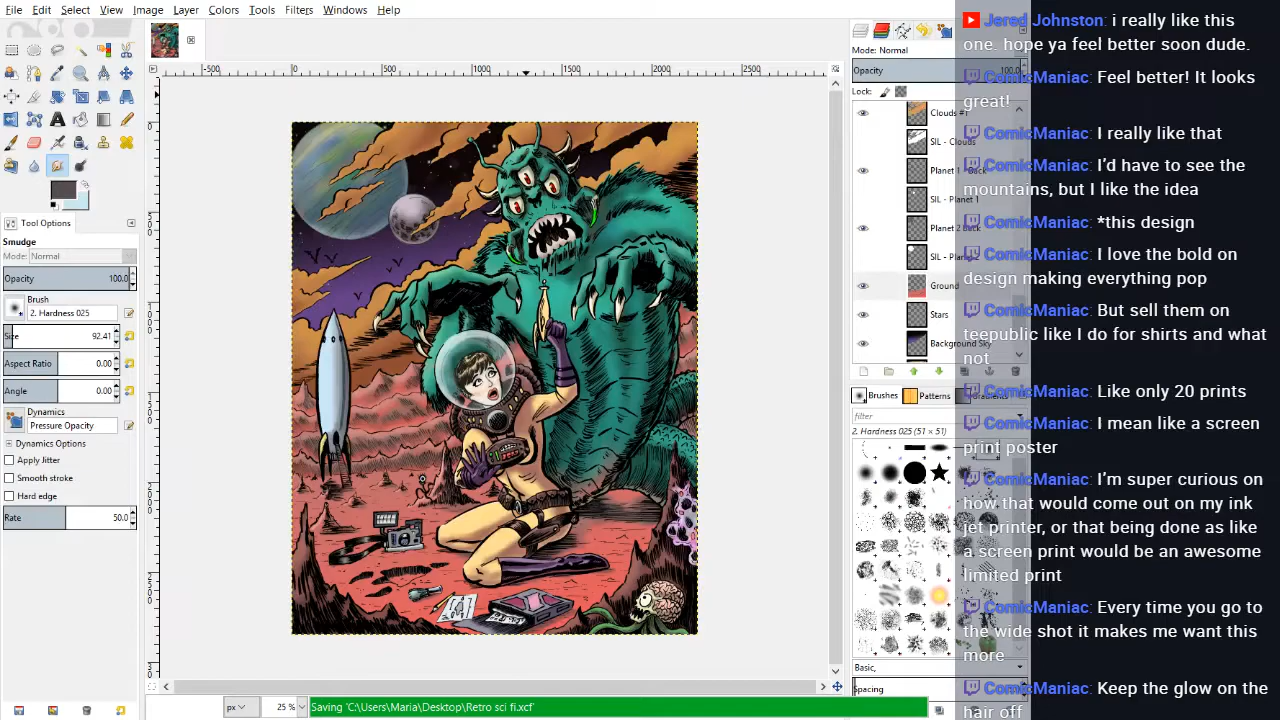 File Edit Select View Image Layer Colors Tools Filters Windows Help
-500 0 500 1000 1500 2000 2500
Tool Options
Smudge
Mode: Normal
Opacity 100.0
Brush
2. Hardness 025
Size 92.41
Aspect Ratio 0.00
Angle 0.00
Dynamics
Pressure Opacity
Dynamics Options
Apply Jitter
Smooth stroke
Hard edge
Rate 50.0
px 25 % Saving 'C:\Users\Maria\Desktop\Retro sci fi.xcf'
Mode: Normal
Opacity 100.0
Lock:
Clouds #1
SIL - Clouds
Planet 1 - Back
SIL - Planet 1
Planet 2 Back
SIL - Planet 2
Ground
Stars
Background Sky
Brushes Patterns Gradients
filter
2. Hardness 025 (51 × 51)
Basic,
Spacing
Jered Johnston: i really like this
one. hope ya feel better soon dude.
ComicManiac: Feel better! It looks
great!
ComicManiac: I really like that
ComicManiac: I'd have to see the
mountains, but I like the idea
ComicManiac: *this design
ComicManiac: I love the bold on
design making everything pop
ComicManiac: But sell them on
teepublic like I do for shirts and what
not
ComicManiac: Like only 20 prints
ComicManiac: I mean like a screen
print poster
ComicManiac: I'm super curious on
how that would come out on my ink
jet printer, or that being done as like
a screen print would be an awesome
limited print
ComicManiac: Every time you go to
the wide shot it makes me want this
more
ComicManiac: Keep the glow on the
hair off